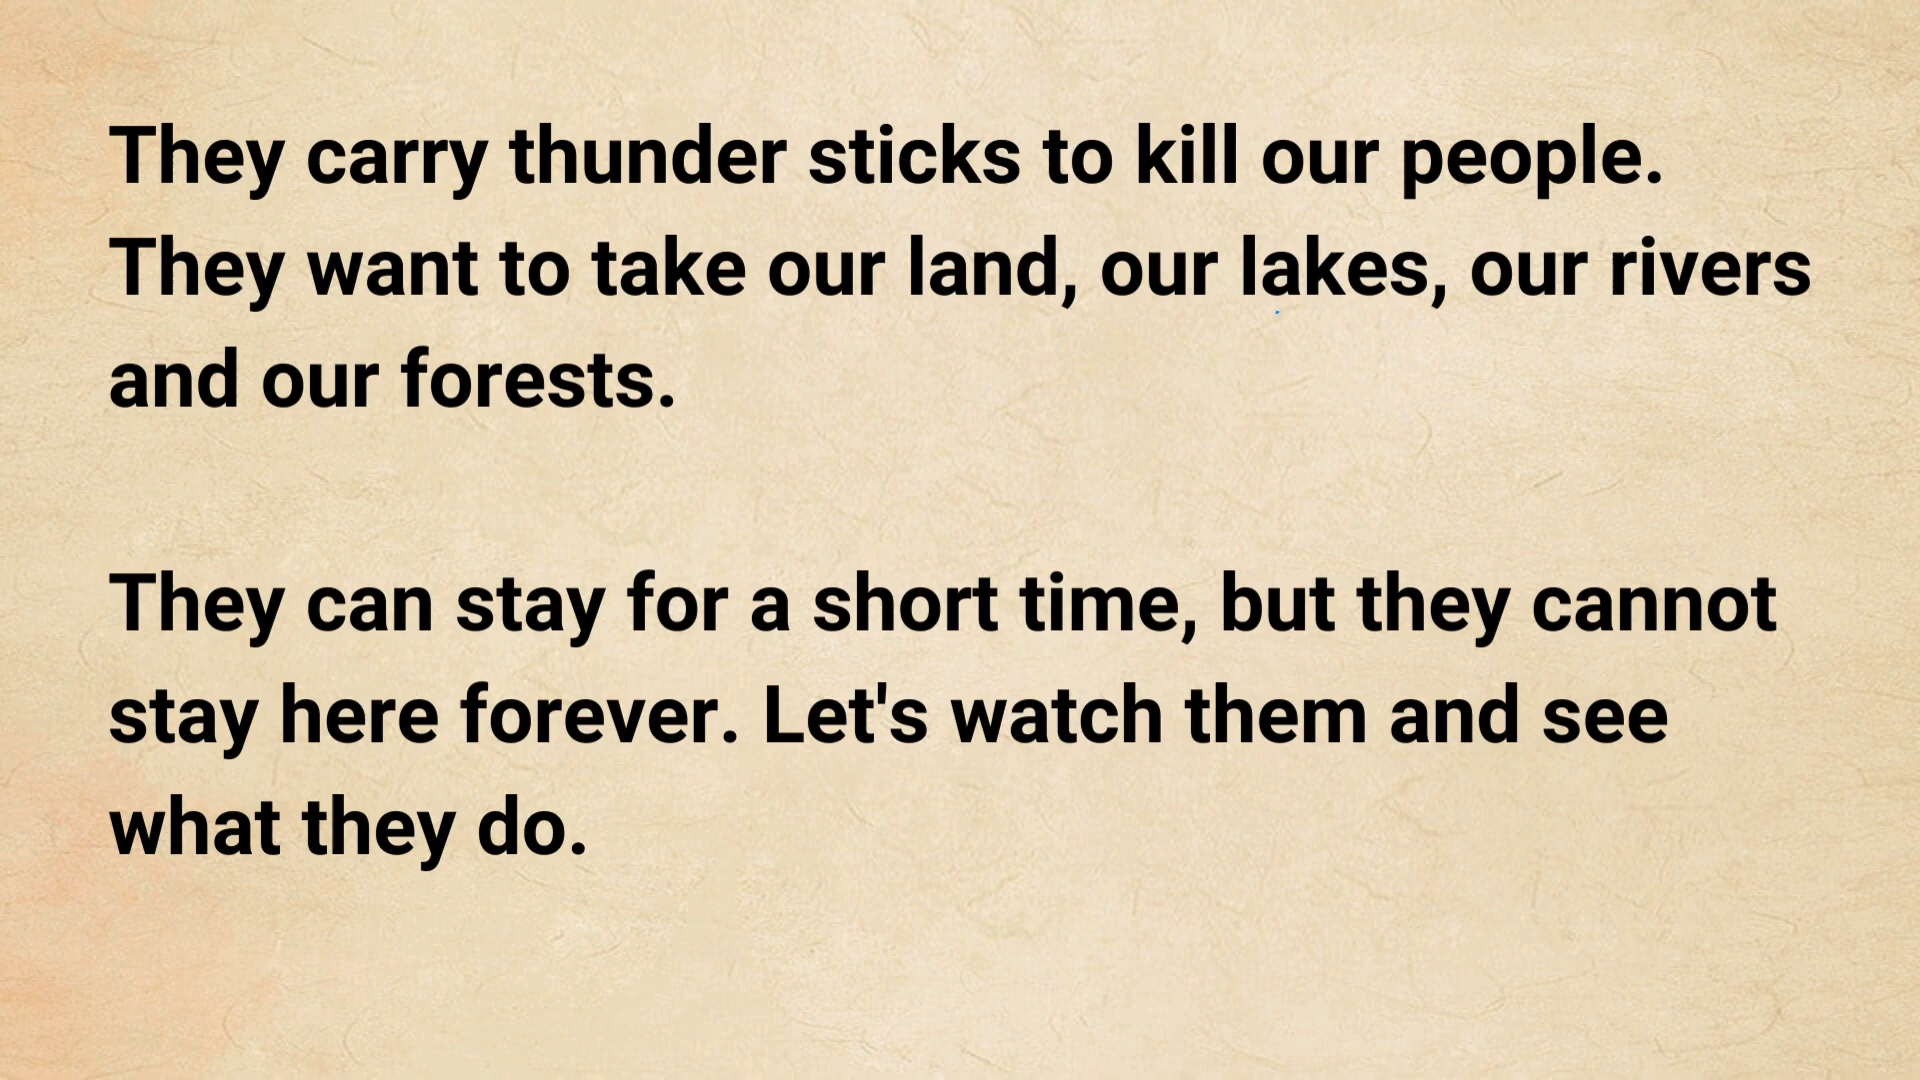 They carry thunder sticks to kill our people.
They want to take our land, our lakes, our rivers
and our forests.
They can stay for a short time, but they cannot
stay here forever. Let's watch them and see
what they do.